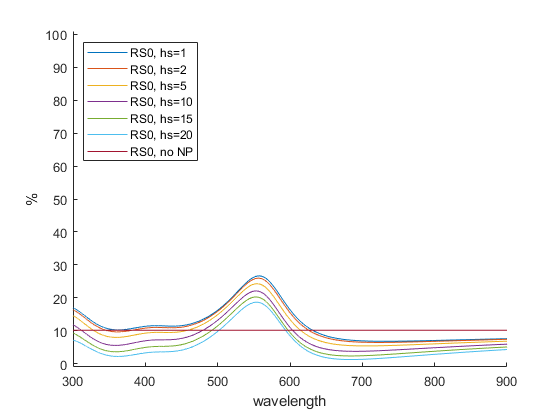 100
90
80
70
60
50
40
30
20
10
0
%
RS0, hs=1
RS0, hs=2
RS0, hs=5
RS0, hs=10
RS0, hs=15
RS0, hs=20
RS0, no NP
300 400 500 600 700 800 900
wavelength